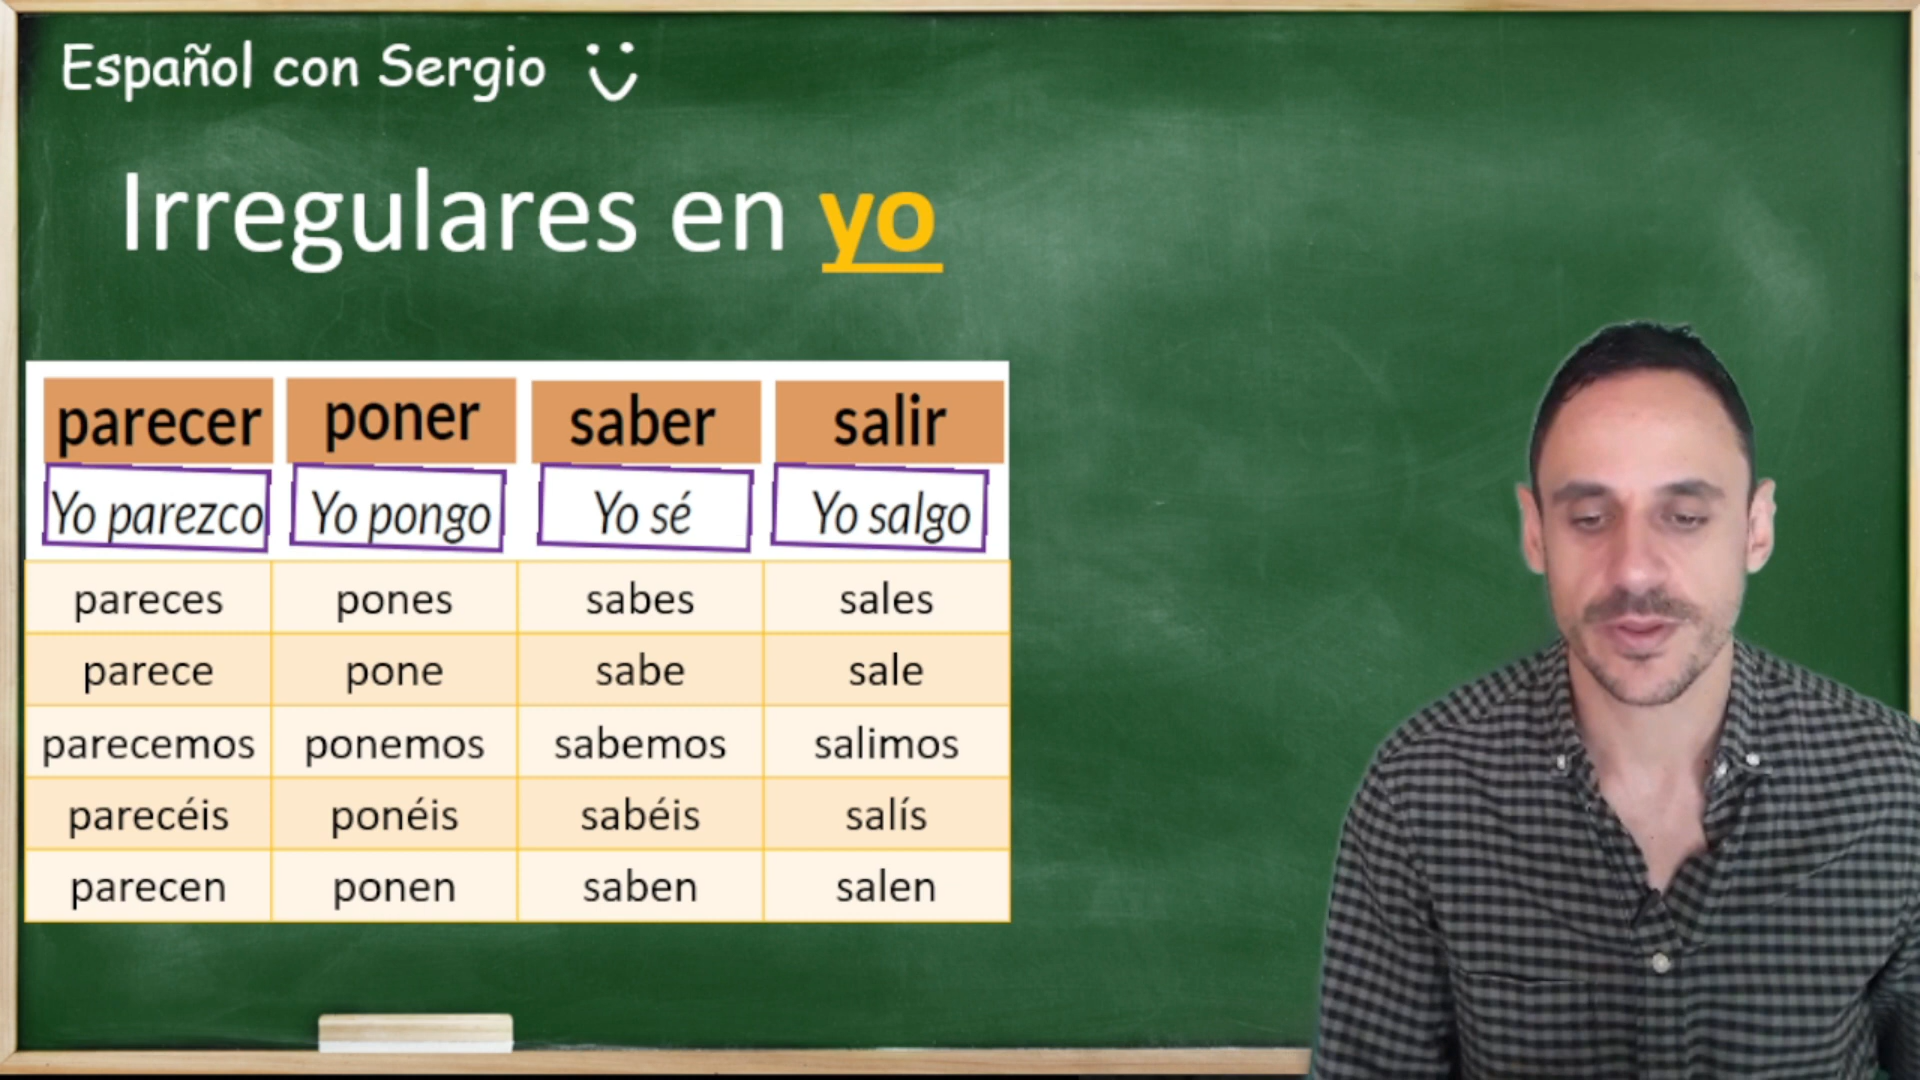 Español con Sergio
Irregulares en yo
parecer poner saber salir
Yo parezco Yo pongo Yo sé Yo salgo
pareces pones sabes sales
parece pone sabe sale
parecemos ponemos sabemos salimos
parecéis ponéis sabéis salís
parecen ponen saben salen